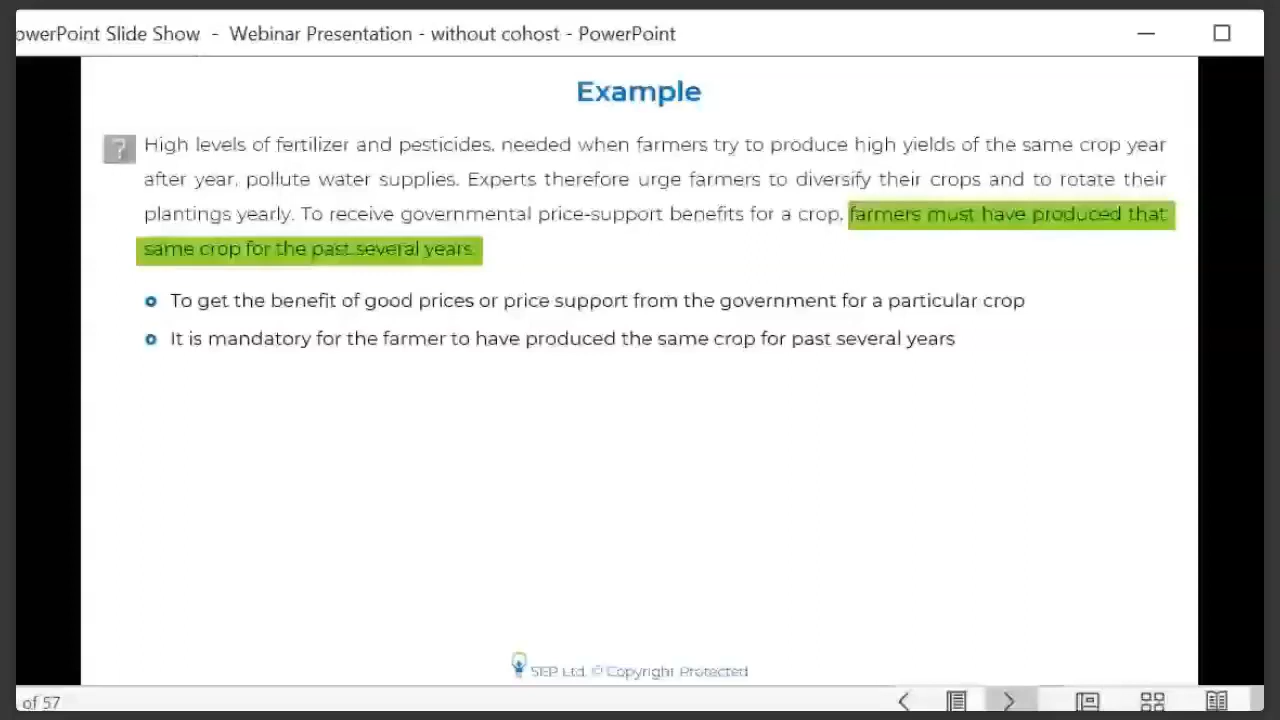 owerPoint Slide Show - Webinar Presentation - without cohost - PowerPoint
Example
? High levels of fertilizer and pesticides, needed when farmers try to produce high yields of the same crop year
after year, pollute water supplies. Experts therefore urge farmers to diversify their crops and to rotate their
plantings yearly. To receive governmental price-support benefits for a crop, farmers must have produced that
same crop for the past several years.
To get the benefit of good prices or price support from the government for a particular crop
It is mandatory for the farmer to have produced the same crop for past several years
STEP Ltd. © Copyright Protected
of 57